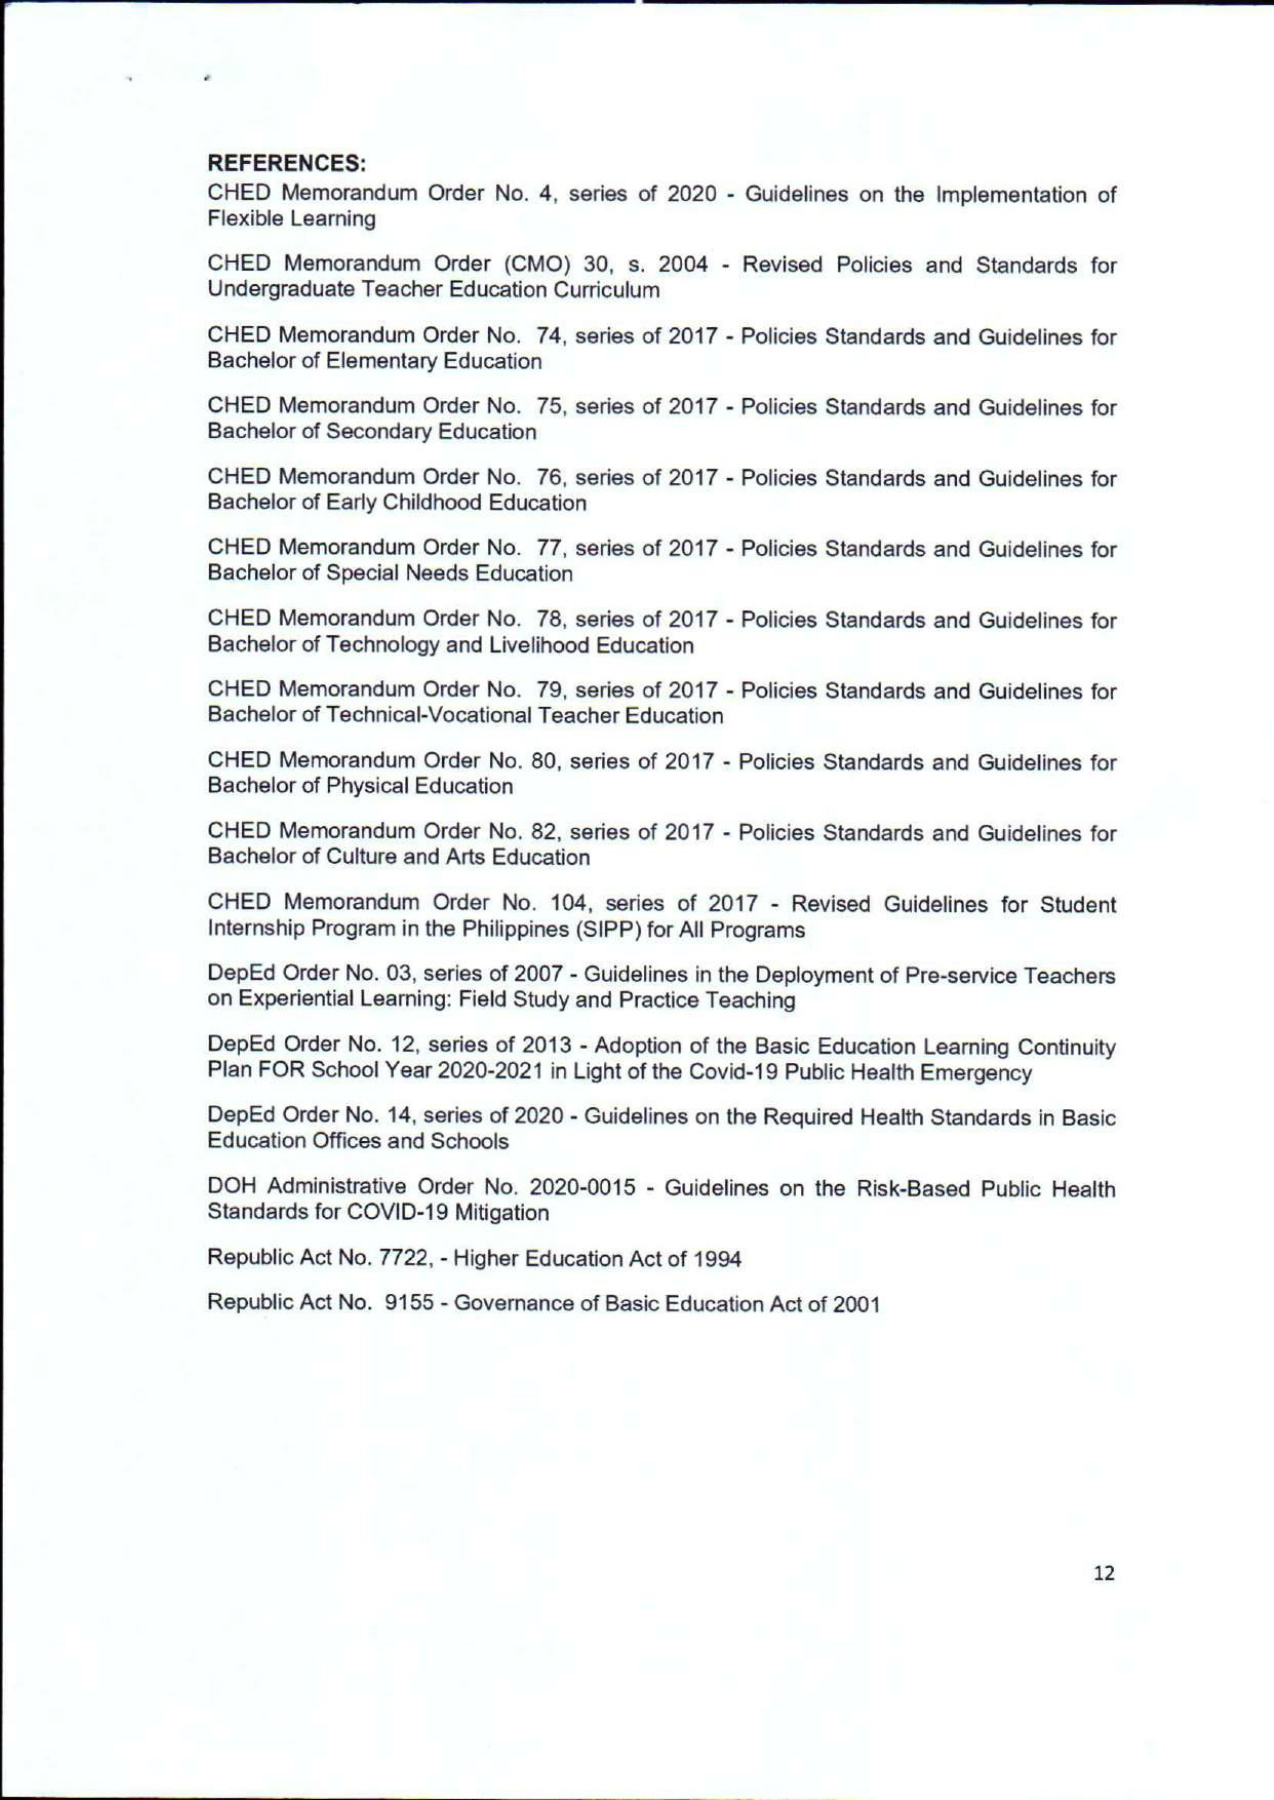 REFERENCES:
CHED Memorandum Order No. 4, series of 2020 - Guidelines on the Implementation of
Flexible Learning
CHED Memorandum Order (CMO) 30, s. 2004 - Revised Policies and Standards for
Undergraduate Teacher Education Curriculum
CHED Memorandum Order No. 74, series of 2017 - Policies Standards and Guidelines for
Bachelor of Elementary Education
CHED Memorandum Order No. 75, series of 2017 - Policies Standards and Guidelines for
Bachelor of Secondary Education
CHED Memorandum Order No. 76, series of 2017 - Policies Standards and Guidelines for
Bachelor of Early Childhood Education
CHED Memorandum Order No. 77, series of 2017 - Policies Standards and Guidelines for
Bachelor of Special Needs Education
CHED Memorandum Order No. 78, series of 2017 - Policies Standards and Guidelines for
Bachelor of Technology and Livelihood Education
CHED Memorandum Order No. 79, series of 2017 - Policies Standards and Guidelines for
Bachelor of Technical-Vocational Teacher Education
CHED Memorandum Order No. 80, series of 2017 - Policies Standards and Guidelines for
Bachelor of Physical Education
CHED Memorandum Order No. 82, series of 2017 - Policies Standards and Guidelines for
Bachelor of Culture and Arts Education
CHED Memorandum Order No. 104, series of 2017 - Revised Guidelines for Student
Internship Program in the Philippines (SIPP) for All Programs
DepEd Order No. 03, series of 2007 - Guidelines in the Deployment of Pre-service Teachers
on Experiential Learning: Field Study and Practice Teaching
DepEd Order No. 12, series of 2013 - Adoption of the Basic Education Learning Continuity
Plan FOR School Year 2020-2021 in Light of the Covid-19 Public Health Emergency
DepEd Order No. 14, series of 2020 - Guidelines on the Required Health Standards in Basic
Education Offices and Schools
DOH Administrative Order No. 2020-0015 - Guidelines on the Risk-Based Public Health
Standards for COVID-19 Mitigation
Republic Act No. 7722, - Higher Education Act of 1994
Republic Act No. 9155 - Governance of Basic Education Act of 2001
12